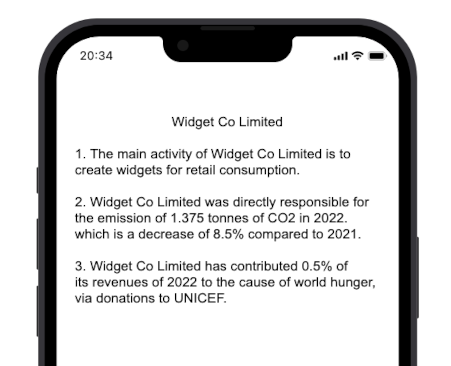 20:34
Widget Co Limited
1. The main activity of Widget Co Limited is to
create widgets for retail consumption.
2. Widget Co Limited was directly responsible for
the emission of 1.375 tonnes of CO2 in 2022.
which is a decrease of 8.5% compared to 2021.
3. Widget Co Limited has contributed 0.5% of
its revenues of 2022 to the cause of world hunger,
via donations to UNICEF.